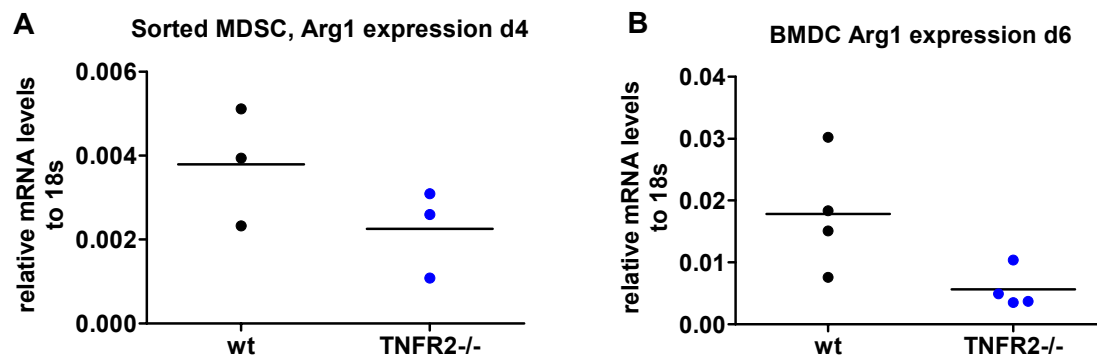 A
Sorted MDSC, Arg1 expression d4
relative mRNA levels
to 18s
0.006
0.004
0.002
0.000
wt
TNFR2-/-
B
BMDC Arg1 expression d6
relative mRNA levels
to 18s
0.04
0.03
0.02
0.01
0.00
wt
TNFR2-/-